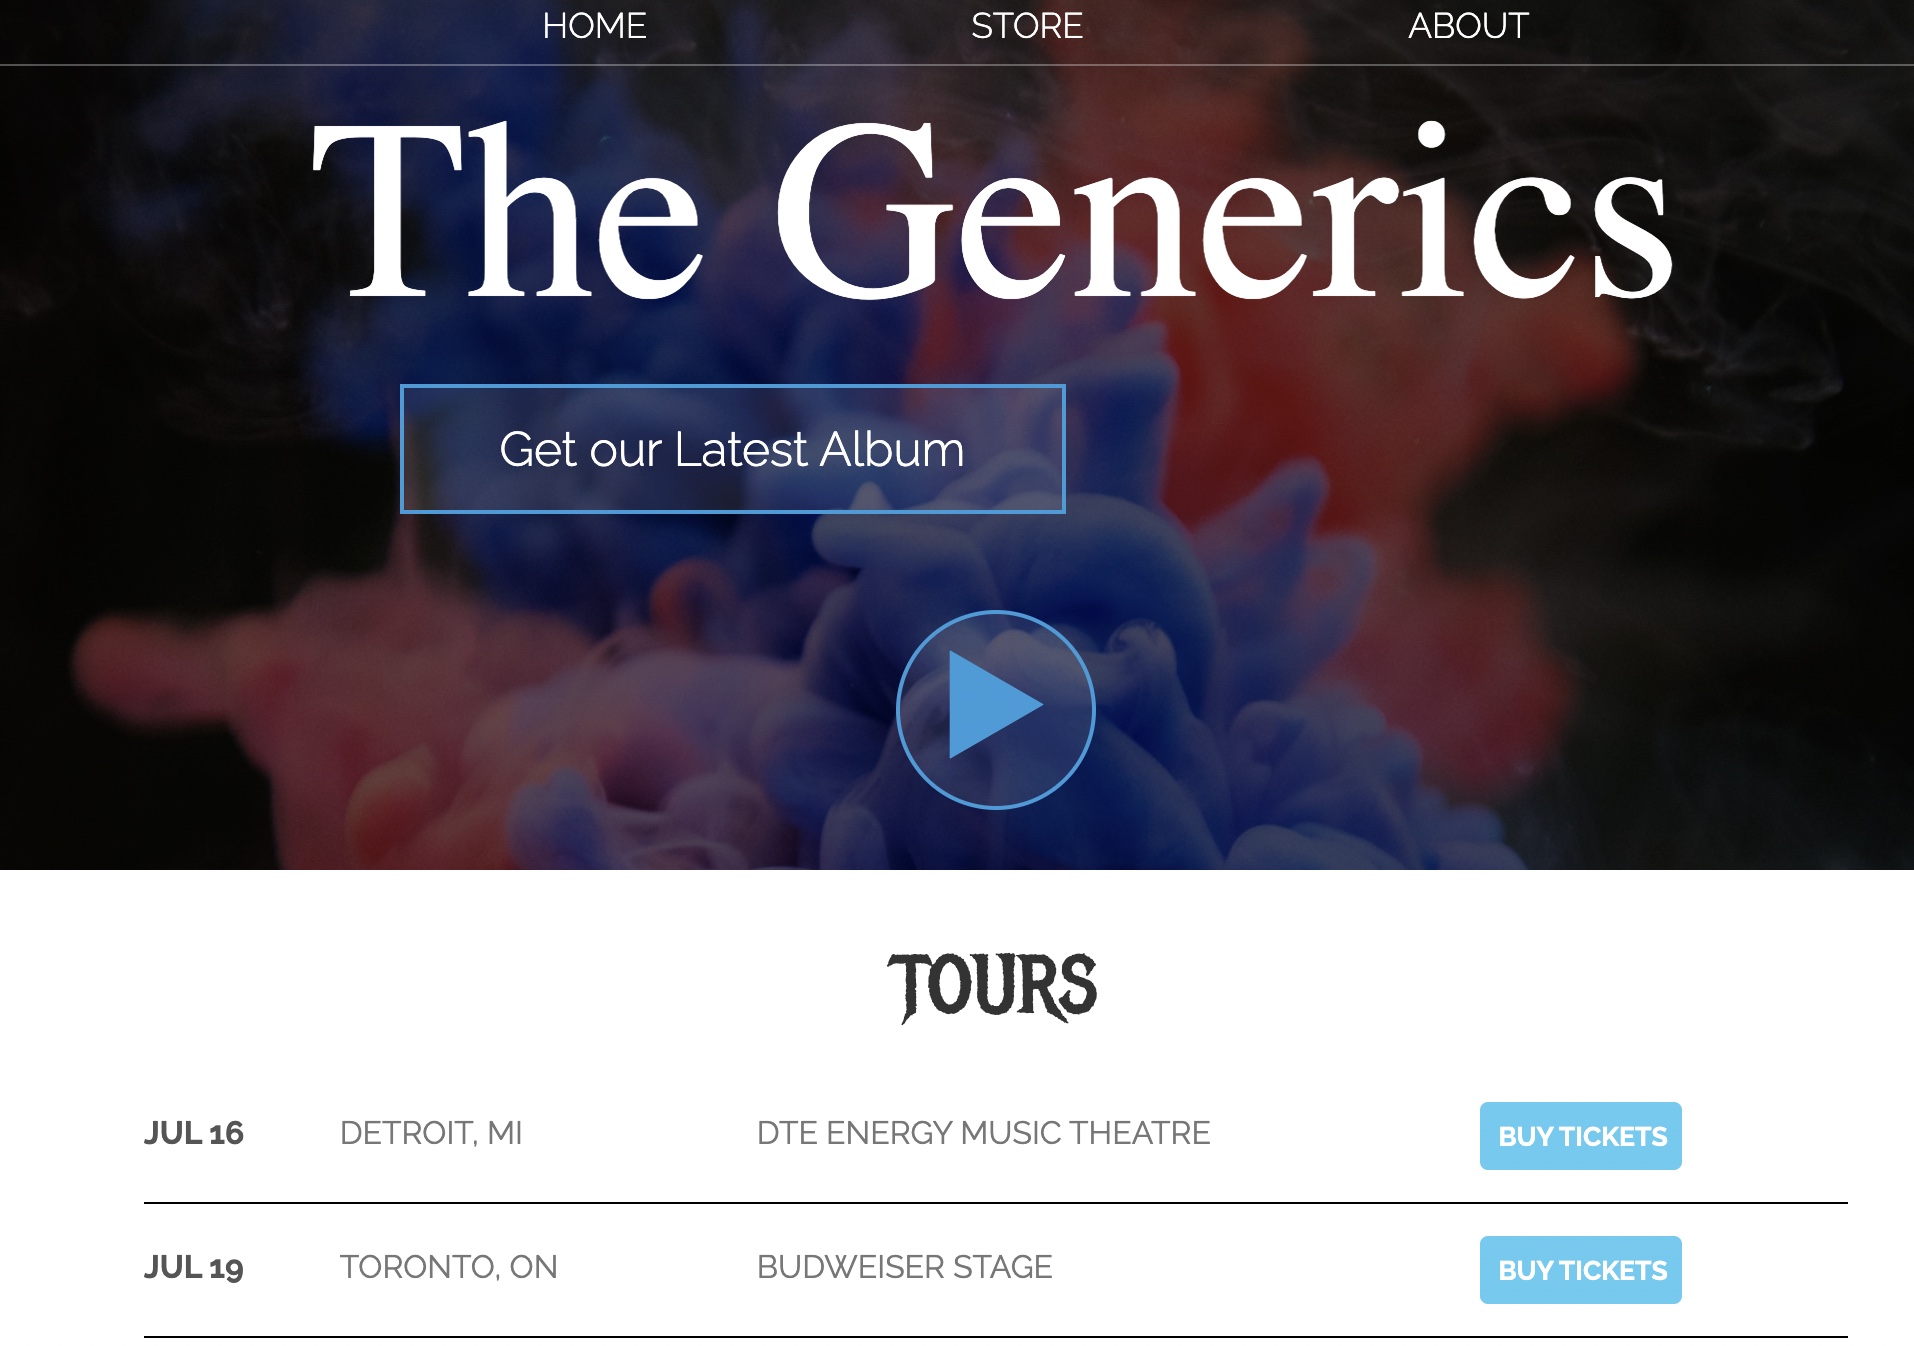 HOME STORE ABOUT
The Generics
Get our Latest Album
TOURS
JUL 16 DETROIT, MI DTE ENERGY MUSIC THEATRE BUY TICKETS
JUL 19 TORONTO, ON BUDWEISER STAGE BUY TICKETS